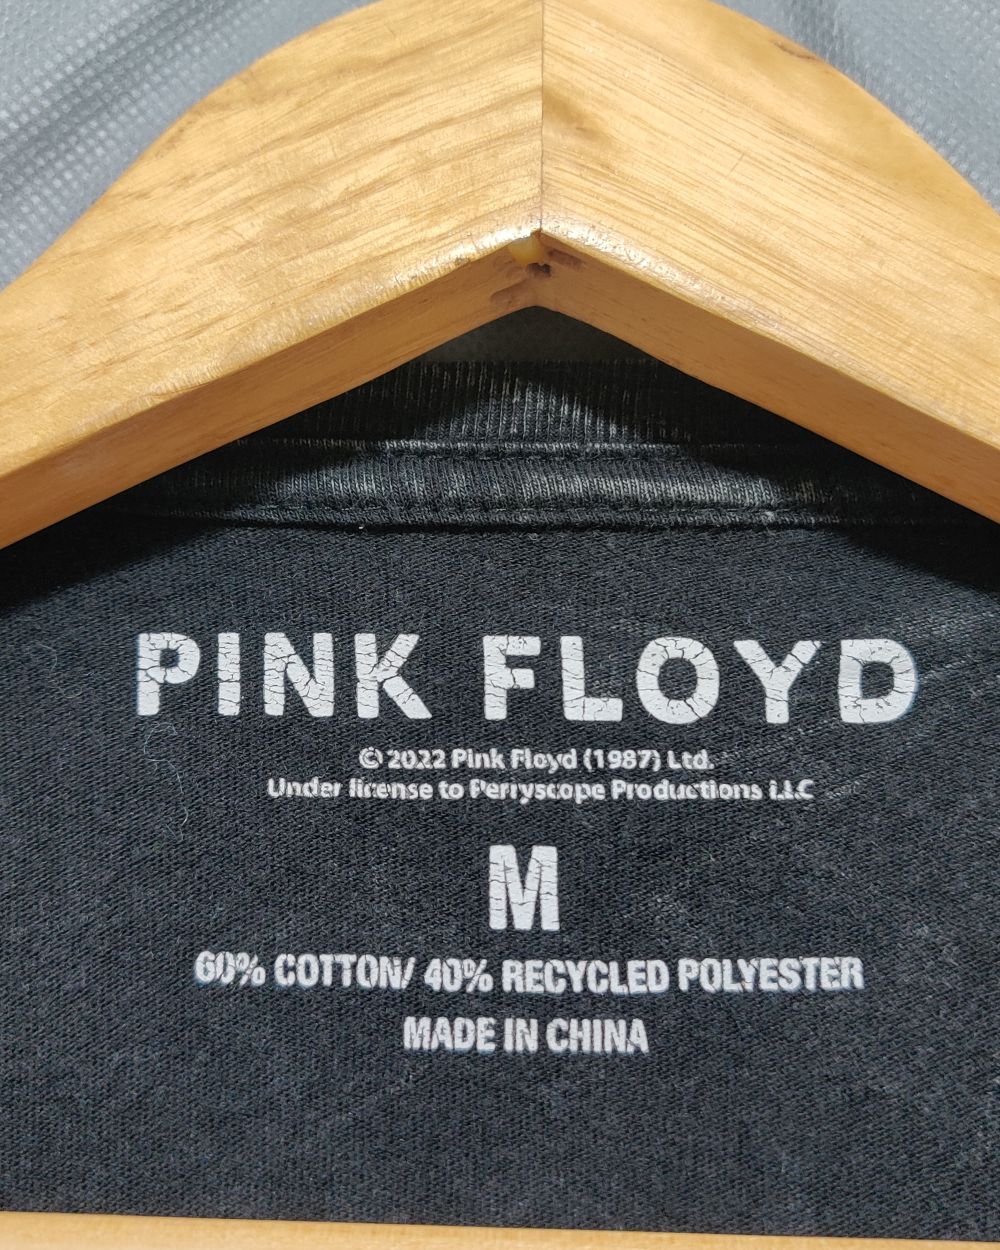 PINK FLOYD
© 2022 Pink Floyd (1987) Ltd.
Under license to Perryscope Productions LLC
M
60% COTTON/ 40% RECYCLED POLYESTER
MADE IN CHINA